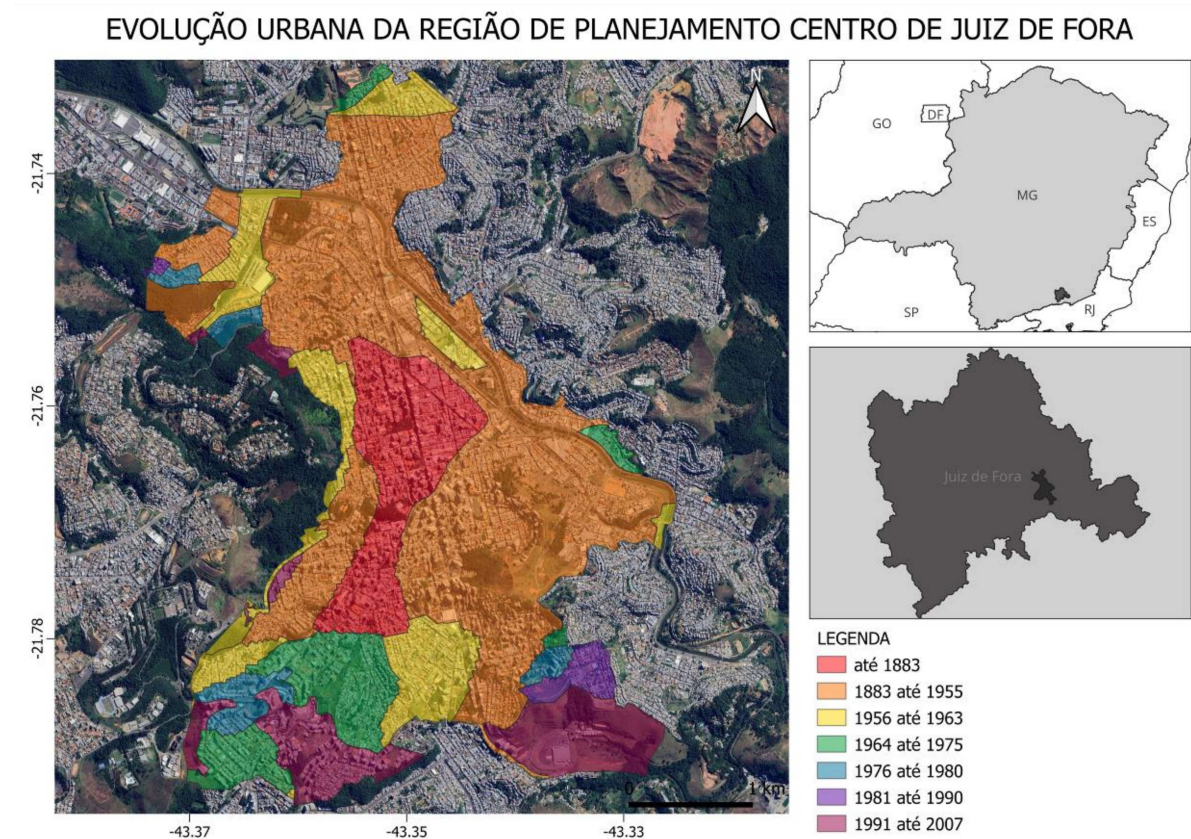 EVOLUÇÃO URBANA DA REGIÃO DE PLANEJAMENTO CENTRO DE JUIZ DE FORA
N
-21.74
-21.76
-21.78
-43.37
-43.35
-43.33
0
1 km
GO
DF
MG
ES
SP
RJ
Juiz de Fora
LEGENDA
até 1883
1883 até 1955
1956 até 1963
1964 até 1975
1976 até 1980
1981 até 1990
1991 até 2007